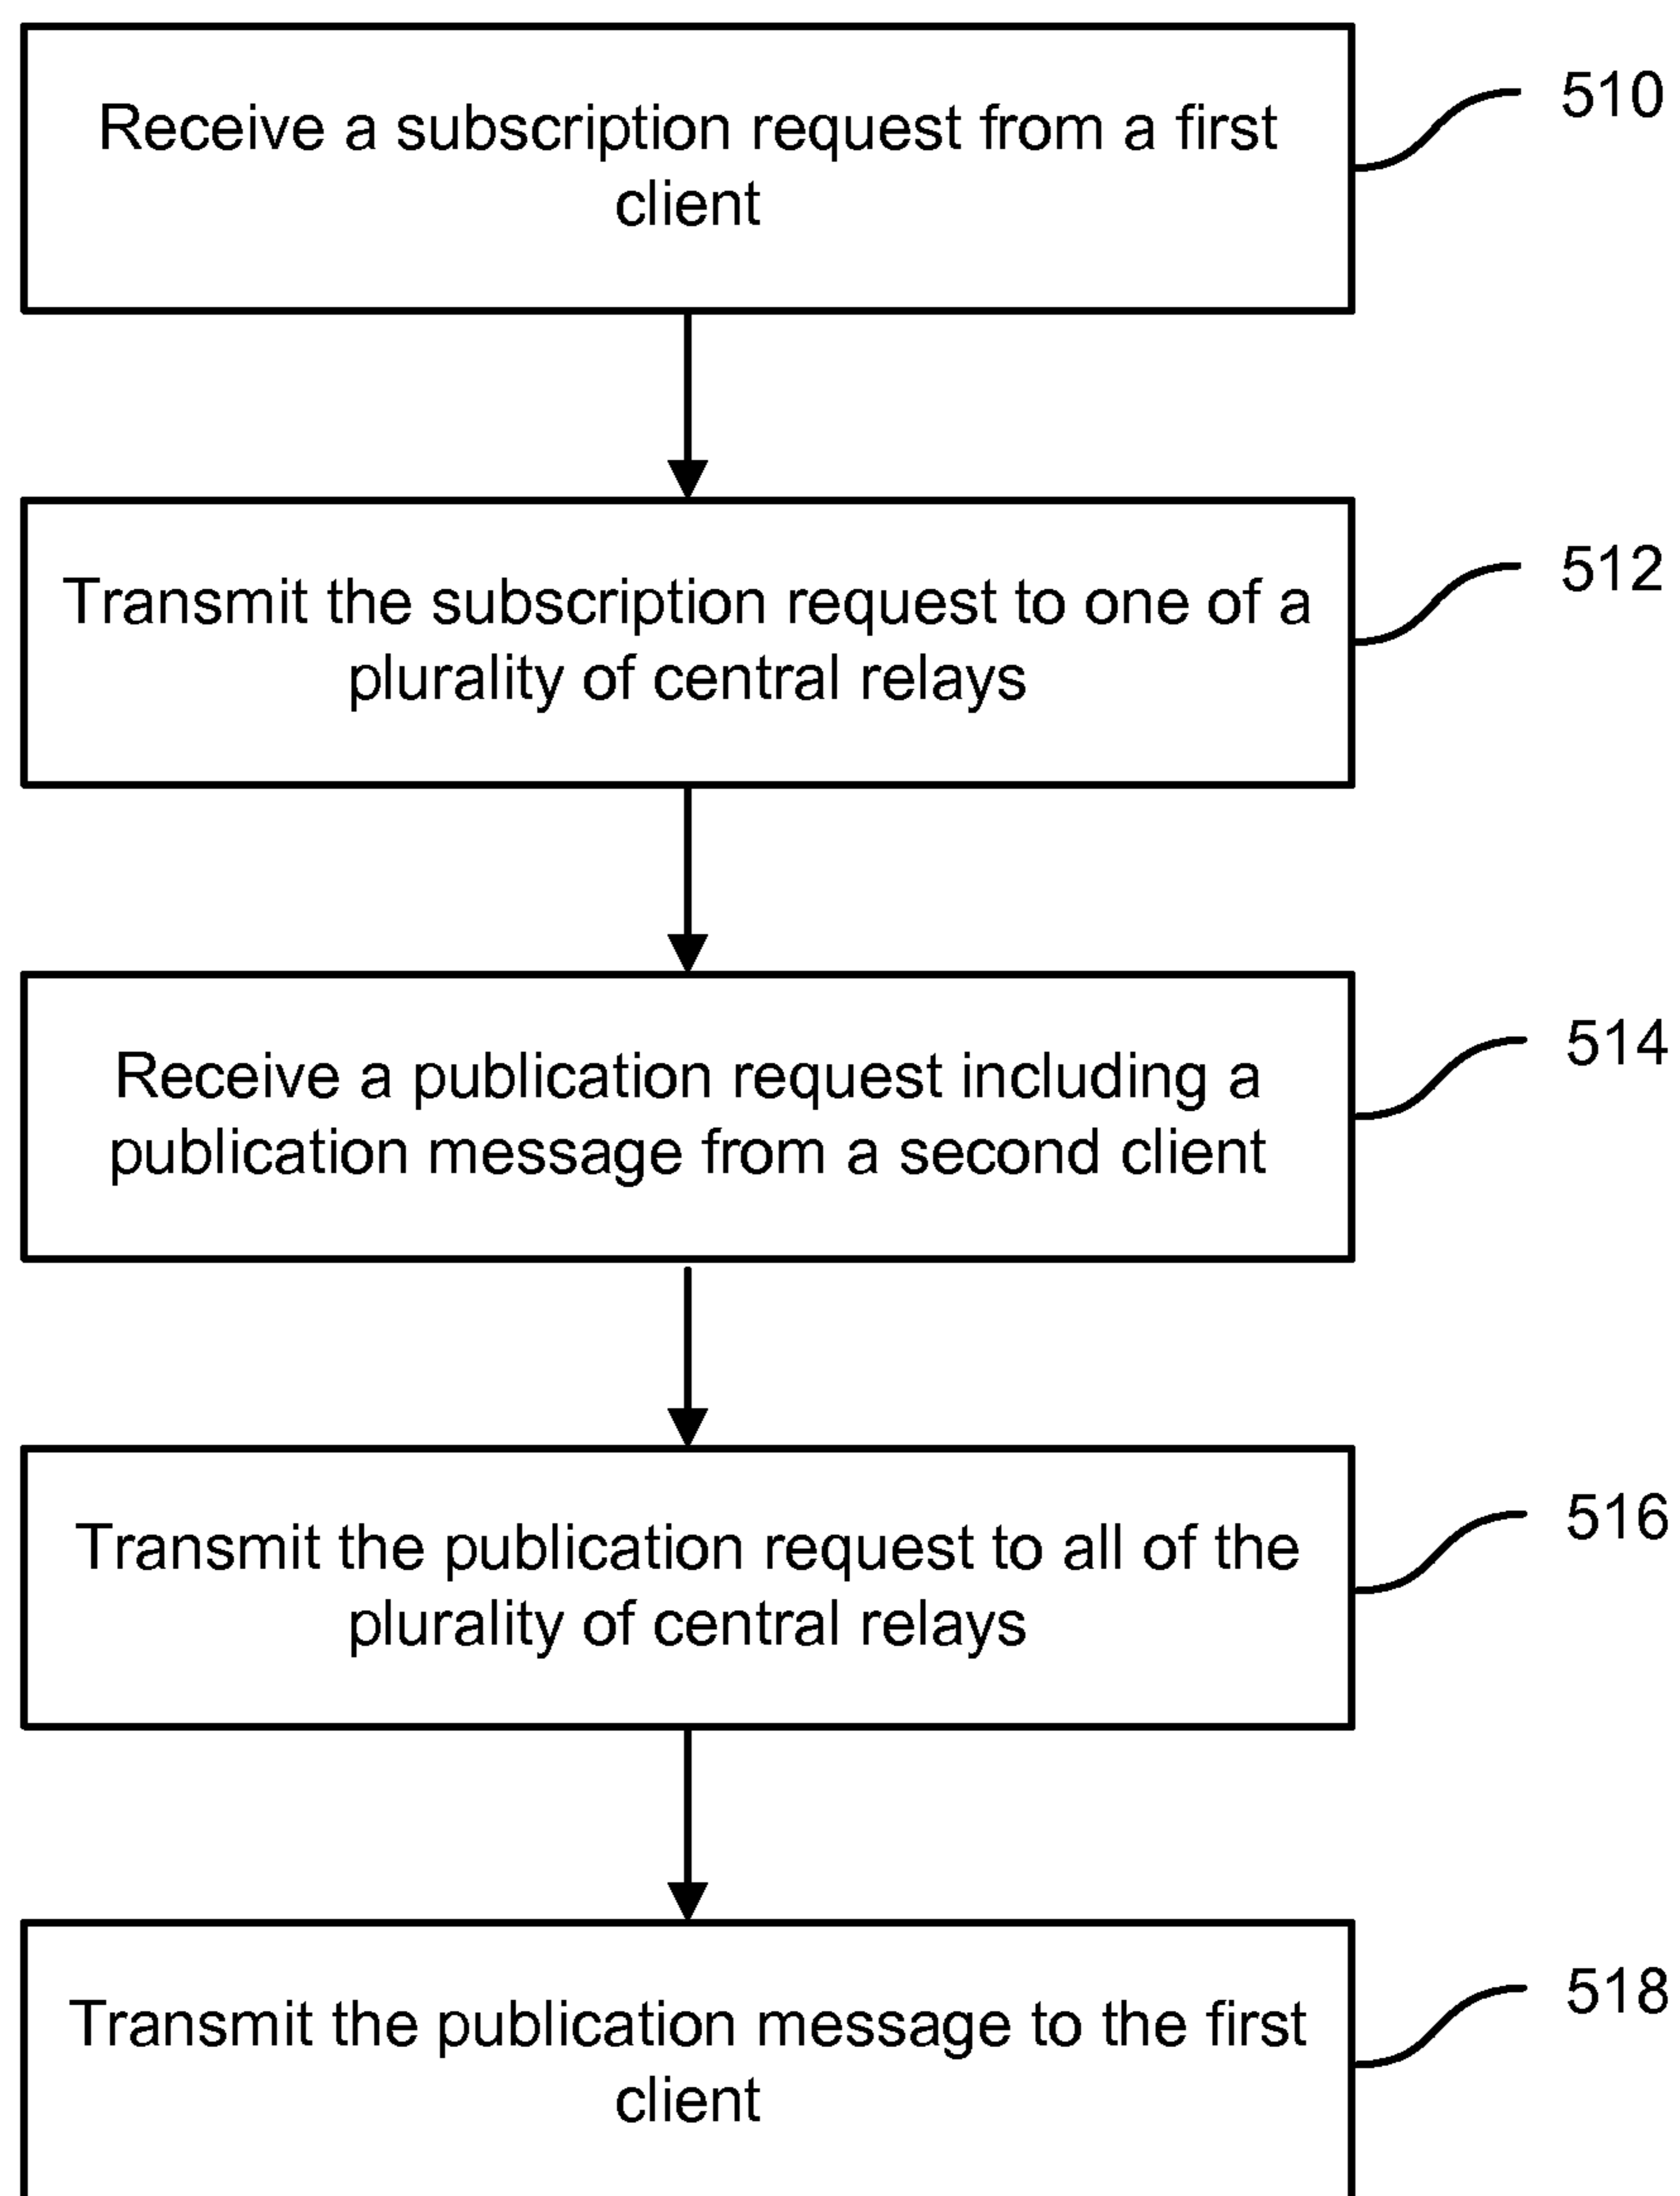 Receive a subscription request from a first
client
510
Transmit the subscription request to one of a
plurality of central relays
512
Receive a publication request including a
publication message from a second client
514
Transmit the publication request to all of the
plurality of central relays
516
Transmit the publication message to the first
client
518